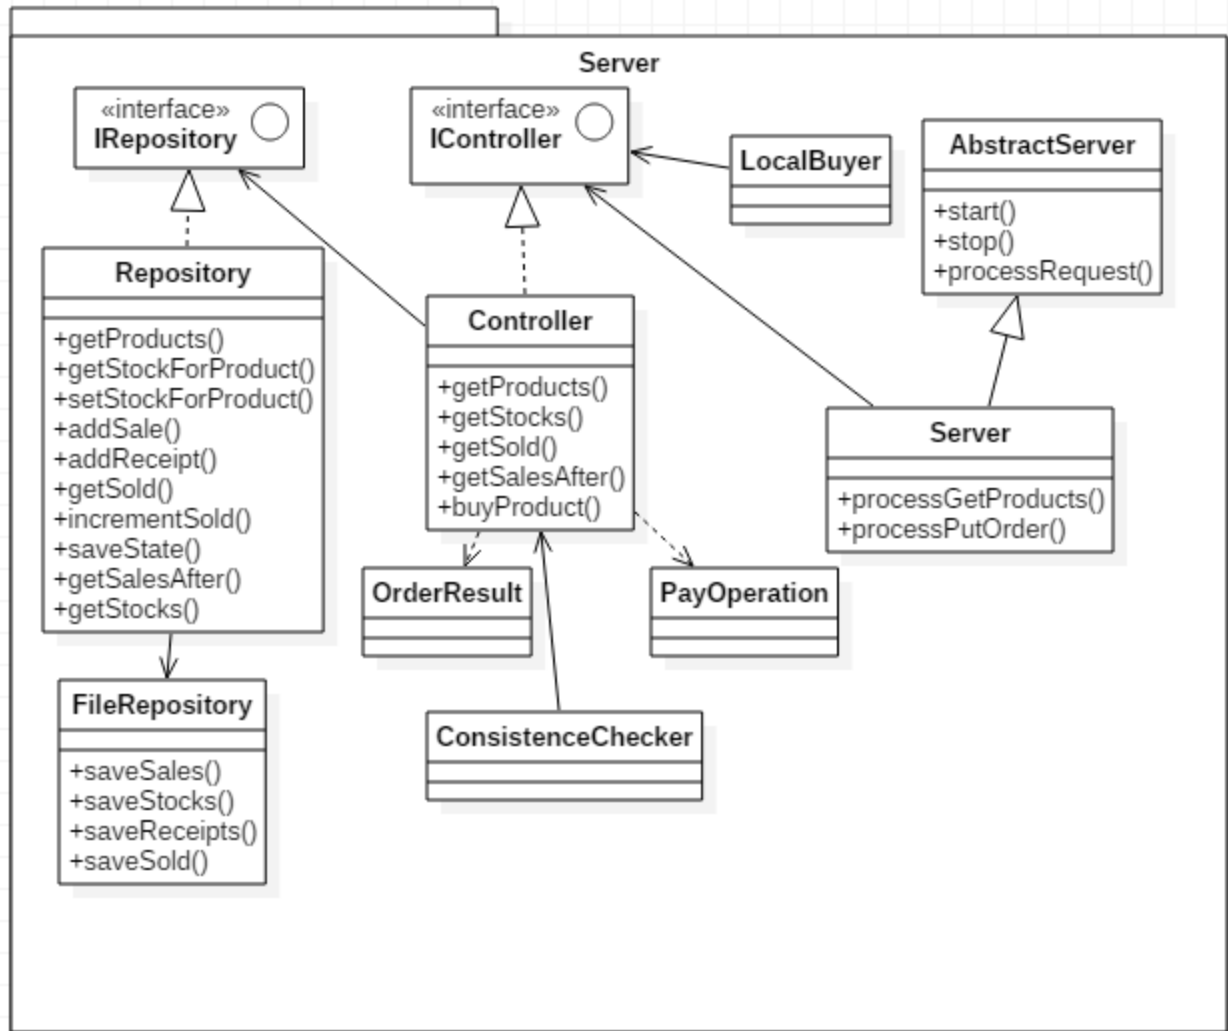 Server
«interface»
IRepository
«interface»
IController
LocalBuyer
AbstractServer
+start()
+stop()
+processRequest()
Repository
+getProducts()
+getStockForProduct()
+setStockForProduct()
+addSale()
+addReceipt()
+getSold()
+incrementSold()
+saveState()
+getSalesAfter()
+getStocks()
Controller
+getProducts()
+getStocks()
+getSold()
+getSalesAfter()
+buyProduct()
Server
+processGetProducts()
+processPutOrder()
OrderResult
PayOperation
FileRepository
+saveSales()
+saveStocks()
+saveReceipts()
+saveSold()
ConsistenceChecker